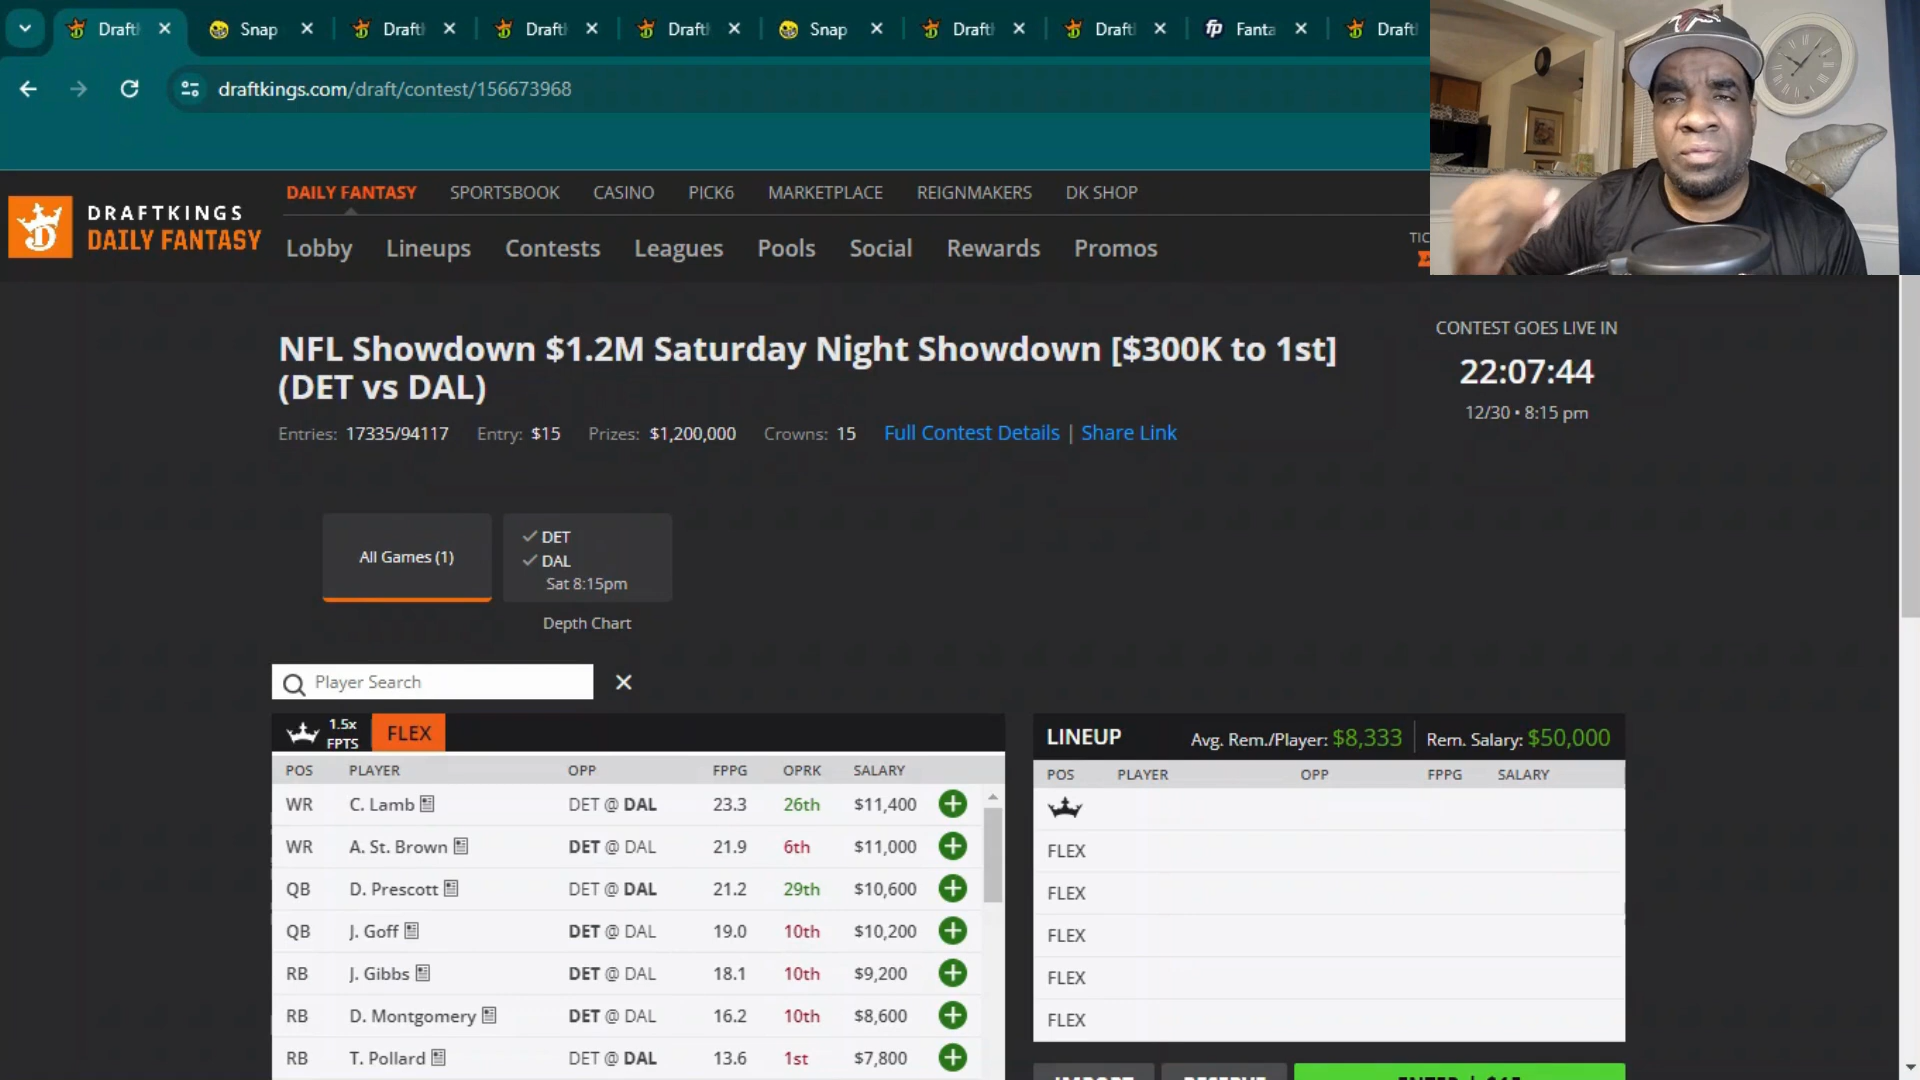 Draft
Snap
Draft
Draft
Draft
Snap
Draft
Draft
fp Fanta
Draft
draftkings.com/draft/contest/156673968
DRAFTKINGS
DAILY FANTASY
DAILY FANTASY SPORTSBOOK CASINO PICK6 MARKETPLACE REIGNMAKERS DK SHOP
Lobby Lineups Contests Leagues Pools Social Rewards Promos
TIC
NFL Showdown $1.2M Saturday Night Showdown [$300K to 1st]
(DET vs DAL)
Entries: 17335/94117 Entry: $15 Prizes: $1,200,000 Crowns: 15 Full Contest Details | Share Link
CONTEST GOES LIVE IN
22:07:44
12/30 • 8:15 pm
All Games (1)
DET
DAL
Sat 8:15pm
Depth Chart
Player Search
1.5x
FPTS
FLEX
POS PLAYER OPP FPPG OPRK SALARY
WR C. Lamb DET @ DAL 23.3 26th $11,400
WR A. St. Brown DET @ DAL 21.9 6th $11,000
QB D. Prescott DET @ DAL 21.2 29th $10,600
QB J. Goff DET @ DAL 19.0 10th $10,200
RB J. Gibbs DET @ DAL 18.1 10th $9,200
RB D. Montgomery DET @ DAL 16.2 10th $8,600
RB T. Pollard DET @ DAL 13.6 1st $7,800
LINEUP Avg. Rem./Player: $8,333 Rem. Salary: $50,000
POS PLAYER OPP FPPG SALARY
FLEX
FLEX
FLEX
FLEX
FLEX
IMPORT RESERVE ENTER | $15